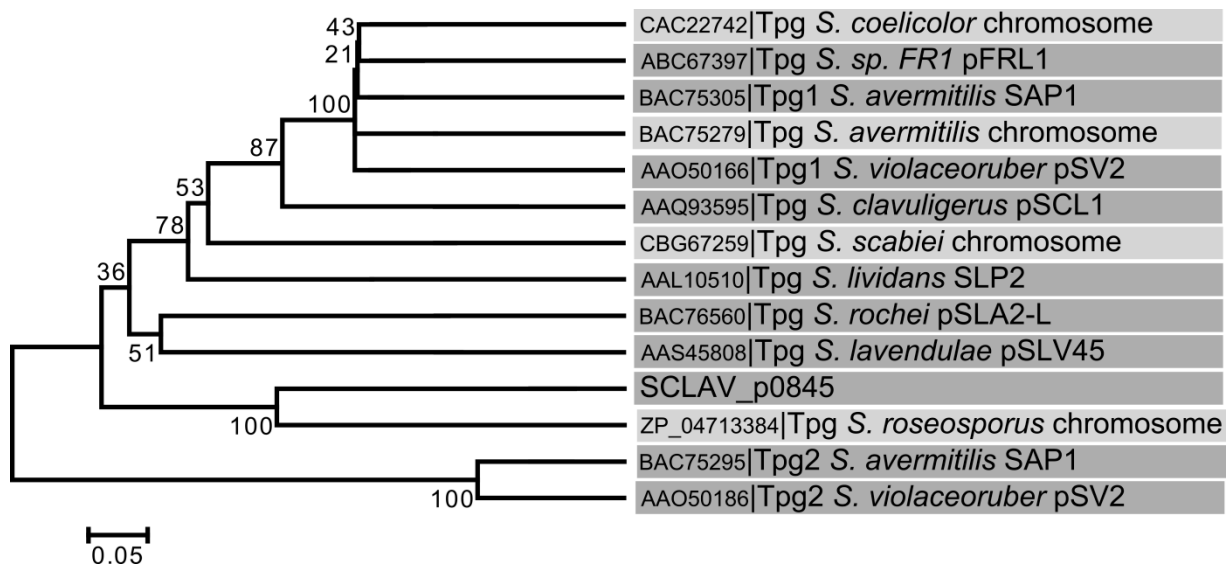 43
CAC22742|Tpg S. coelicolor chromosome
21
ABC67397|Tpg S. sp. FR1 pFRL1
100
BAC75305|Tpg1 S. avermitilis SAP1
BAC75279|Tpg S. avermitilis chromosome
87
AAO50166|Tpg1 S. violaceoruber pSV2
53
AAQ93595|Tpg S. clavuligerus pSCL1
78
CBG67259|Tpg S. scabiei chromosome
36
AAL10510|Tpg S. lividans SLP2
BAC76560|Tpg S. rochei pSLA2-L
51
AAS45808|Tpg S. lavendulae pSLV45
SCLAV_p0845
100
ZP_04713384|Tpg S. roseosporus chromosome
BAC75295|Tpg2 S. avermitilis SAP1
100
AAO50186|Tpg2 S. violaceoruber pSV2
0.05